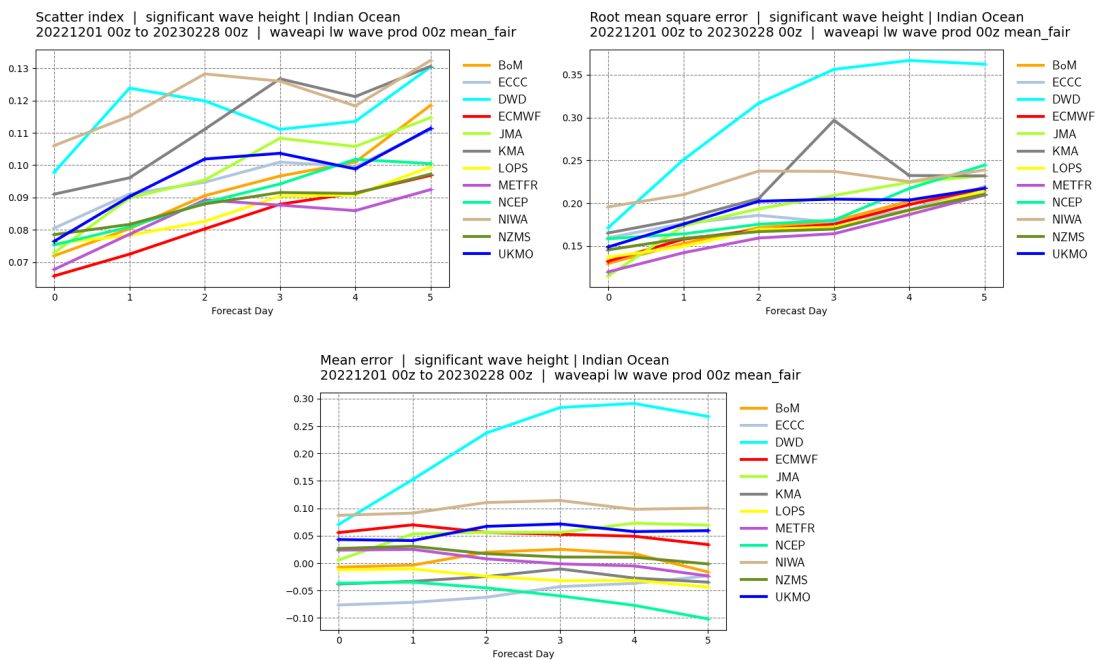 Scatter index | significant wave height | Indian Ocean
20221201 00z to 20230228 00z | waveapi lw wave prod 00z mean_fair
0.13
0.12
0.11
0.10
0.09
0.08
0.07
0 1 2 3 4 5
Forecast Day
BoM
ECCC
DWD
ECMWF
JMA
KMA
LOPS
METFR
NCEP
NIWA
NZMS
UKMO
Root mean square error | significant wave height | Indian Ocean
20221201 00z to 20230228 00z | waveapi lw wave prod 00z mean_fair
0.35
0.30
0.25
0.20
0.15
0 1 2 3 4 5
Forecast Day
BoM
ECCC
DWD
ECMWF
JMA
KMA
LOPS
METFR
NCEP
NIWA
NZMS
UKMO
Mean error | significant wave height | Indian Ocean
20221201 00z to 20230228 00z | waveapi lw wave prod 00z mean_fair
0.30
0.25
0.20
0.15
0.10
0.05
0.00
−0.05
−0.10
0 1 2 3 4 5
Forecast Day
BoM
ECCC
DWD
ECMWF
JMA
KMA
LOPS
METFR
NCEP
NIWA
NZMS
UKMO